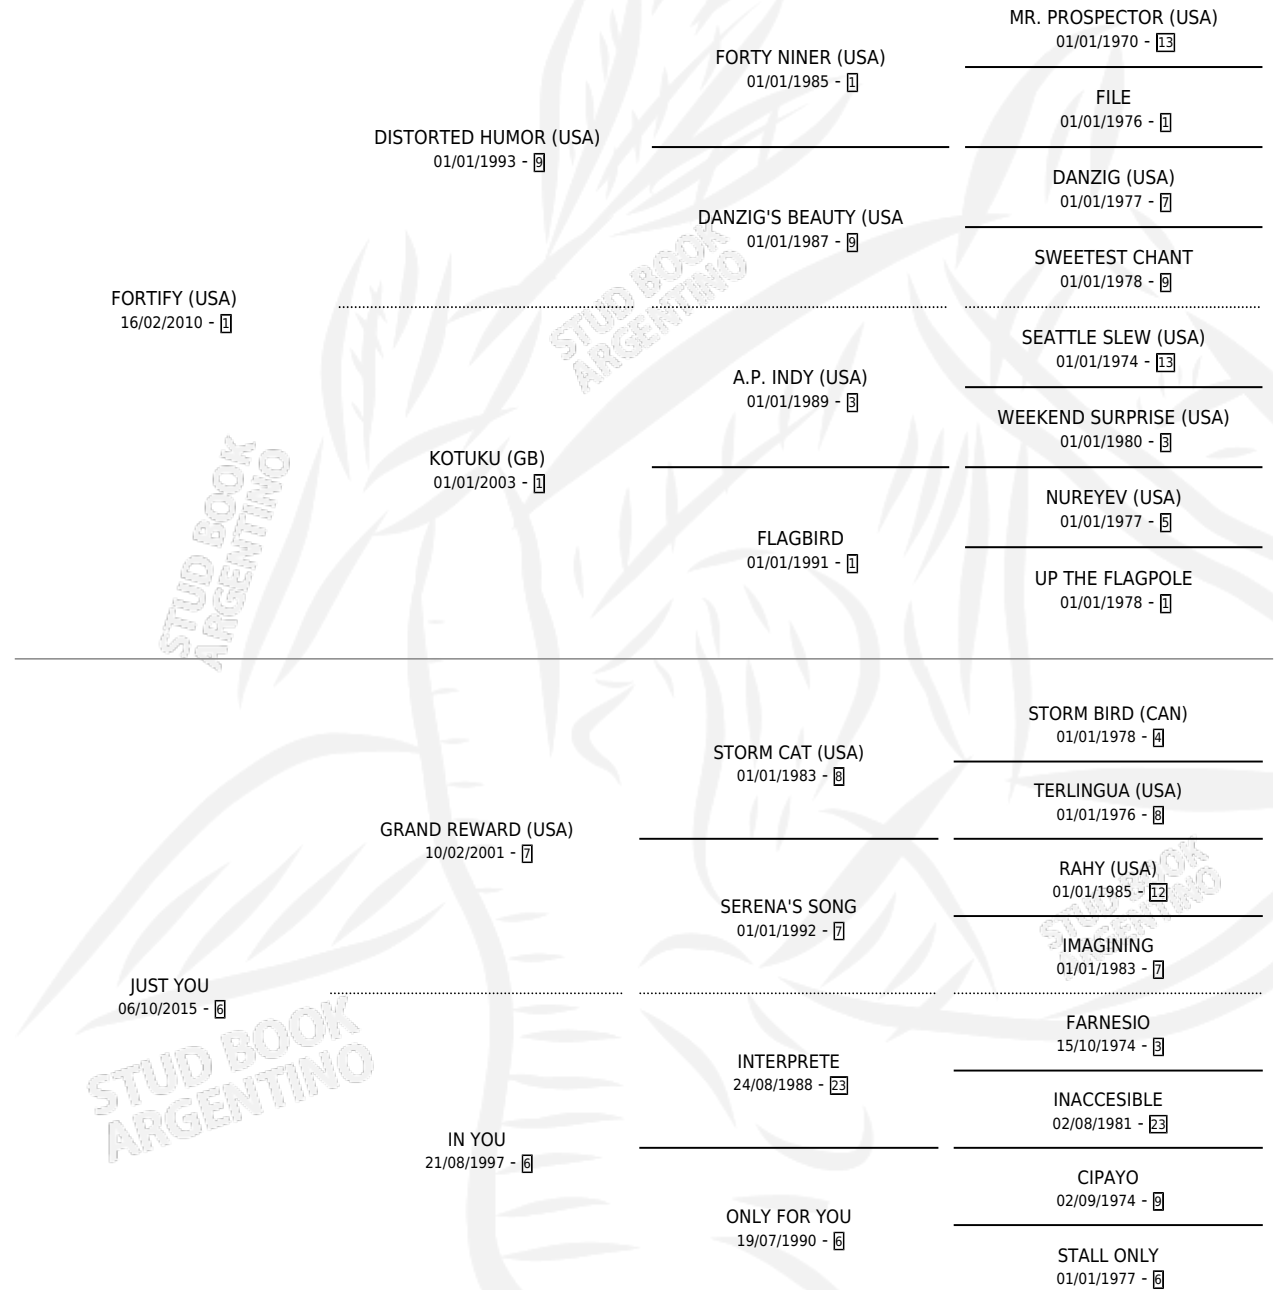 MR. PROSPECTOR (USA)
01/01/1970 - 13
FORTY NINER (USA)
01/01/1985 - 1
FILE
01/01/1976 - 1
DISTORTED HUMOR (USA)
01/01/1993 - 9
DANZIG (USA)
01/01/1977 - 7
DANZIG'S BEAUTY (USA
01/01/1987 - 9
SWEETEST CHANT
01/01/1978 - 9
FORTIFY (USA)
16/02/2010 - 1
SEATTLE SLEW (USA)
01/01/1974 - 13
A.P. INDY (USA)
01/01/1989 - 3
WEEKEND SURPRISE (USA)
01/01/1980 - 3
KOTUKU (GB)
01/01/2003 - 1
NUREYEV (USA)
01/01/1977 - 5
FLAGBIRD
01/01/1991 - 1
UP THE FLAGPOLE
01/01/1978 - 1
STORM BIRD (CAN)
01/01/1978 - 4
STORM CAT (USA)
01/01/1983 - 8
TERLINGUA (USA)
01/01/1976 - 8
GRAND REWARD (USA)
10/02/2001 - 7
RAHY (USA)
01/01/1985 - 12
SERENA'S SONG
01/01/1992 - 7
IMAGINING
01/01/1983 - 7
JUST YOU
06/10/2015 - 6
FARNESIO
15/10/1974 - 3
INTERPRETE
24/08/1988 - 23
INACCESIBLE
02/08/1981 - 23
IN YOU
21/08/1997 - 6
CIPAYO
02/09/1974 - 9
ONLY FOR YOU
19/07/1990 - 6
STALL ONLY
01/01/1977 - 6
STUD BOOK
ARGENTINO
STUD BOOK
ARGENTINO
STUD BOOK
ARGENTINO
STUD BOOK
ARGENTINO